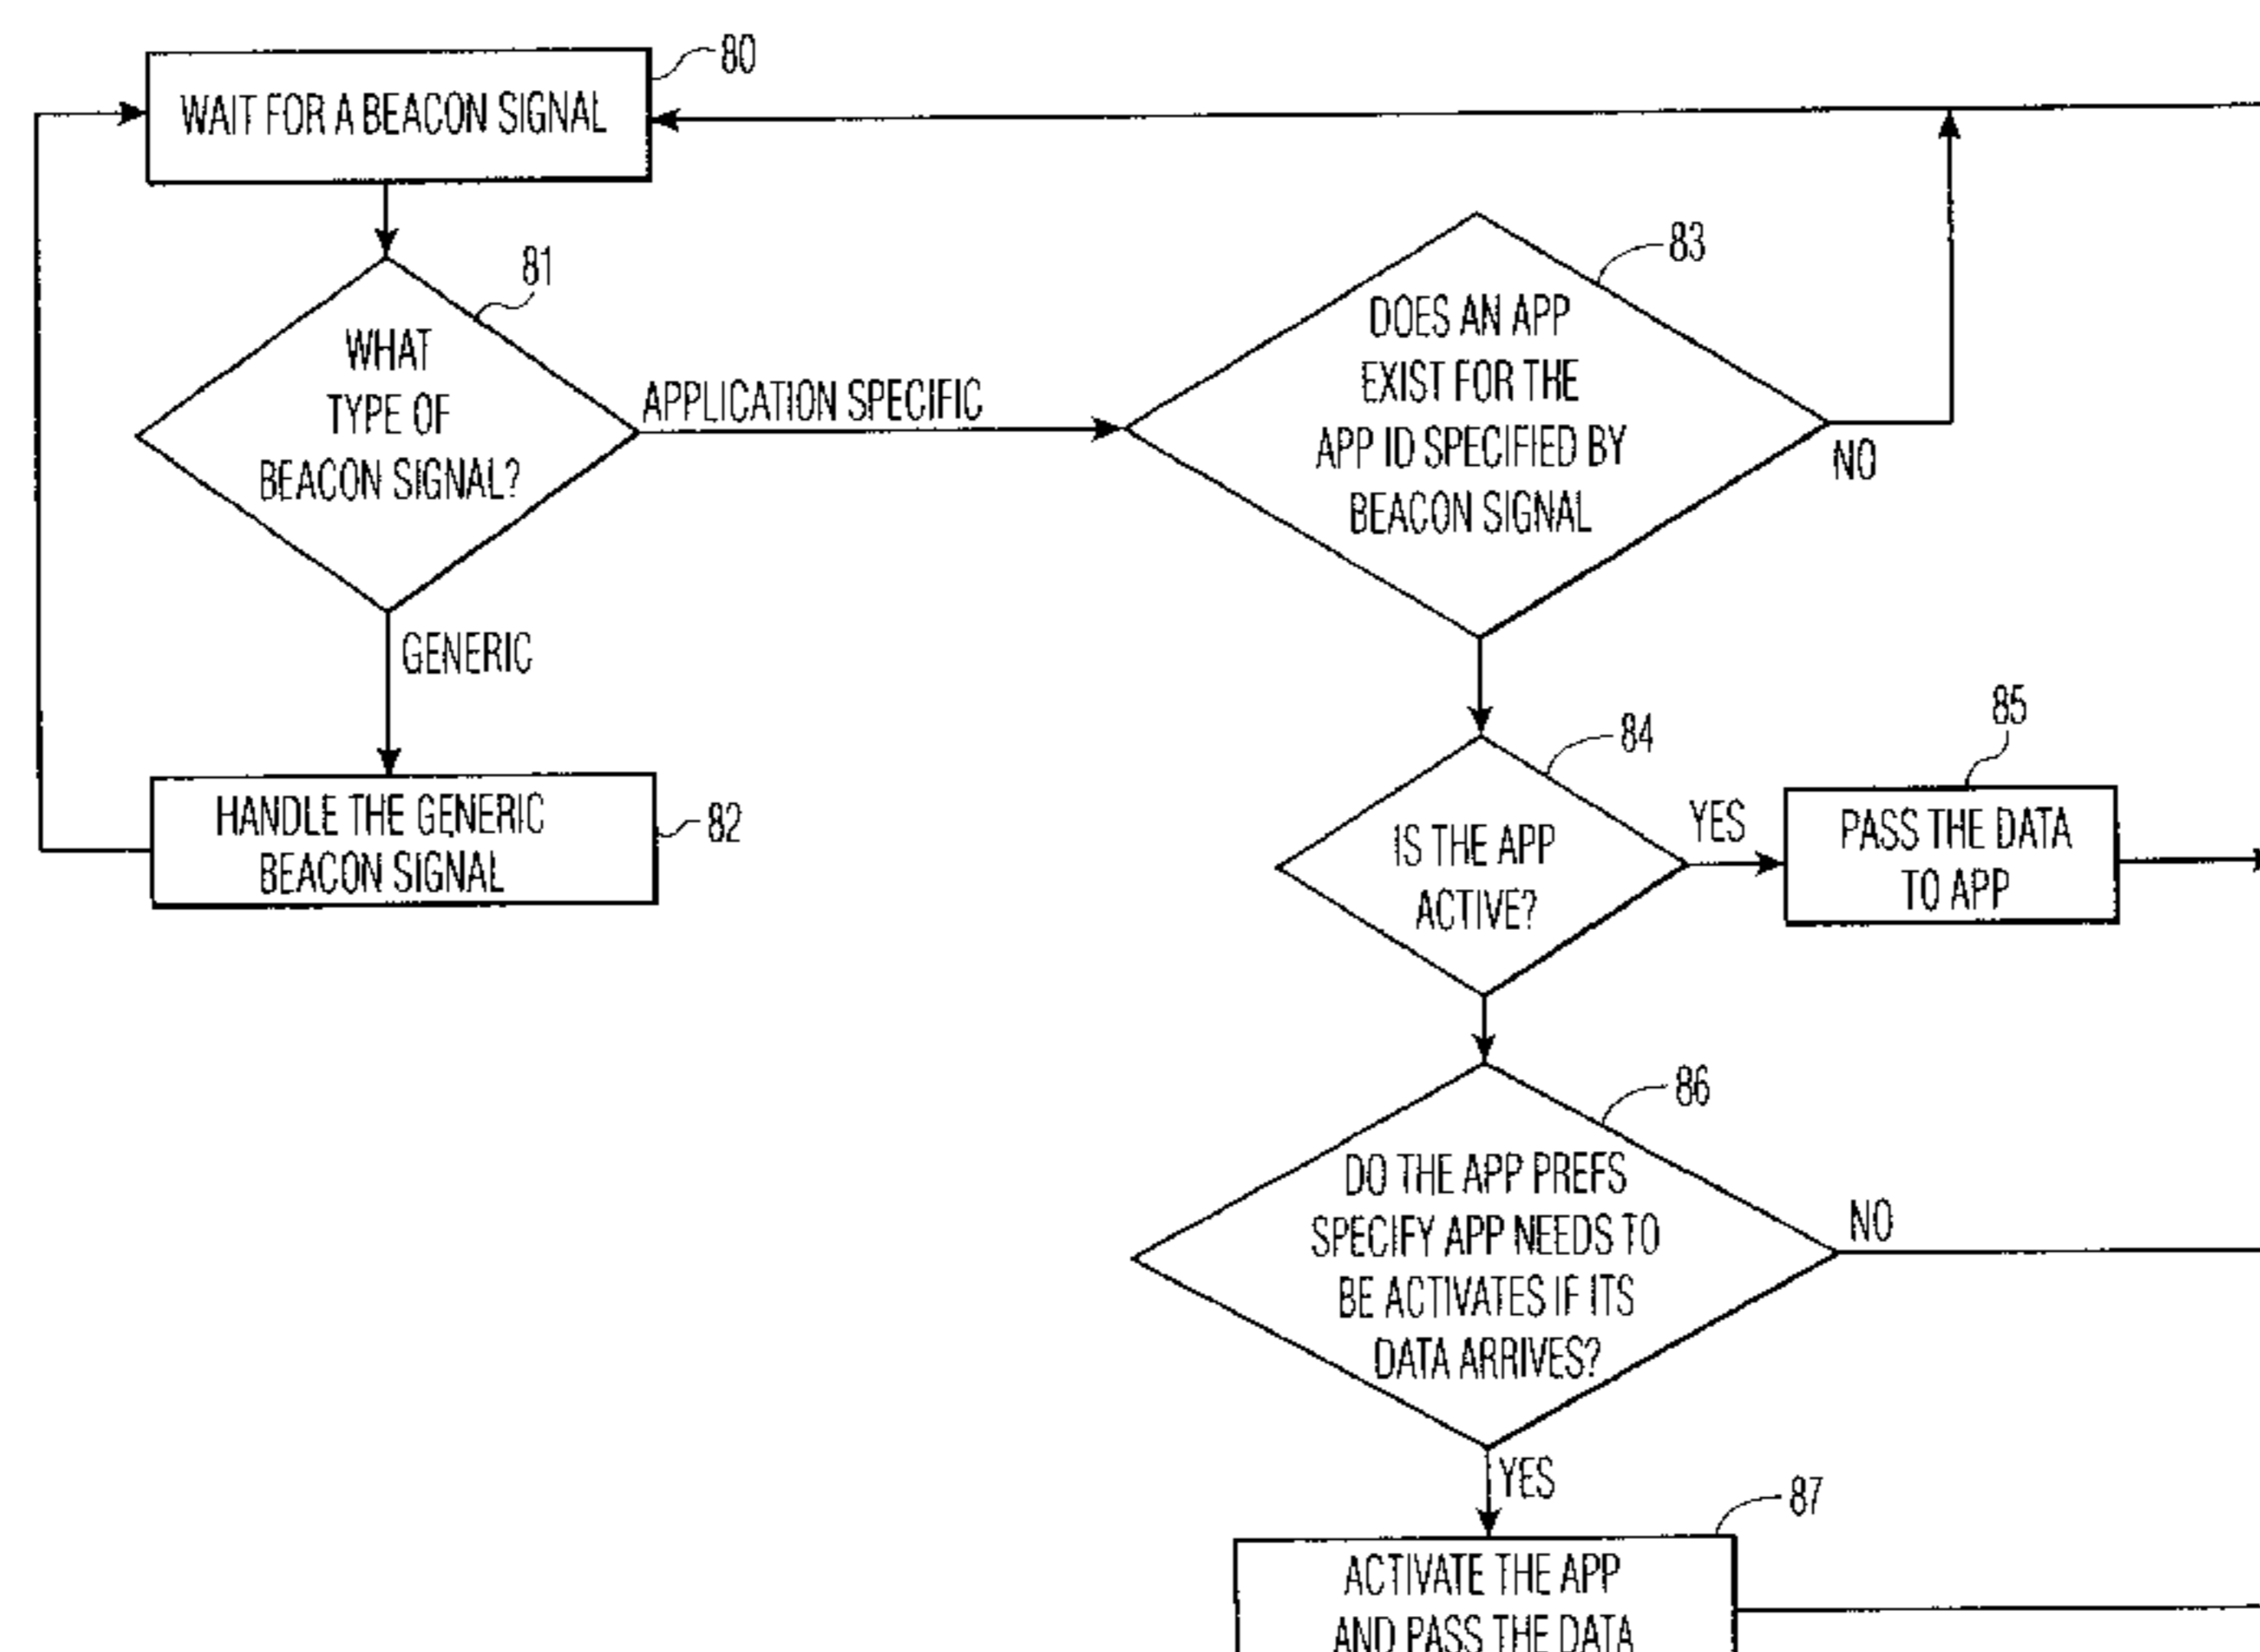 80
WAIT FOR A BEACON SIGNAL
81
WHAT
TYPE OF
BEACON SIGNAL?
APPLICATION SPECIFIC
GENERIC
HANDLE THE GENERIC
BEACON SIGNAL
82
83
DOES AN APP
EXIST FOR THE
APP ID SPECIFIED BY
BEACON SIGNAL
NO
84
IS THE APP
ACTIVE?
YES
85
PASS THE DATA
TO APP
86
DO THE APP PREFS
SPECIFY APP NEEDS TO
BE ACTIVATES IF ITS
DATA ARRIVES?
NO
YES
87
ACTIVATE THE APP
AND PASS THE DATA